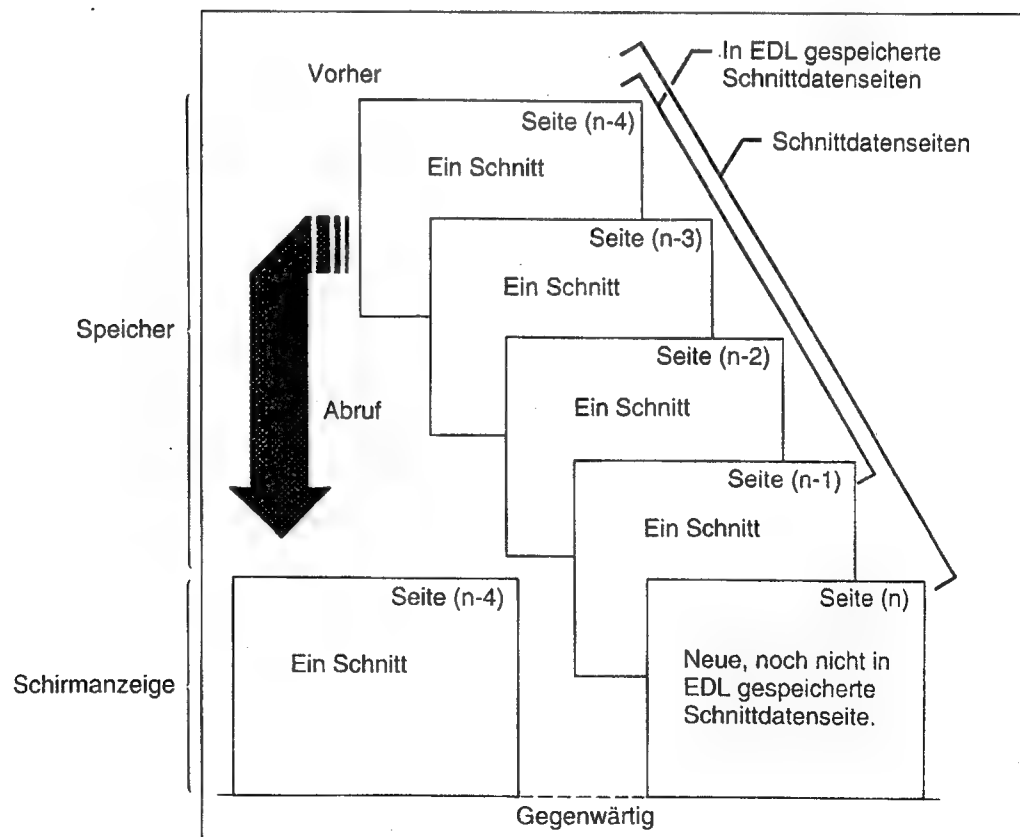 In EDL gespeicherte
Schnittdatenseiten
Vorher
Seite (n-4)
Schnittdatenseiten
Ein Schnitt
Seite (n-3)
Ein Schnitt
Speicher
Seite (n-2)
Abruf
Ein Schnitt
Seite (n-1)
Ein Schnitt
Seite (n-4)
Seite (n)
Ein Schnitt
Neue, noch nicht in
EDL gespeicherte
Schnittdatenseite.
Schirmanzeige
Gegenwärtig